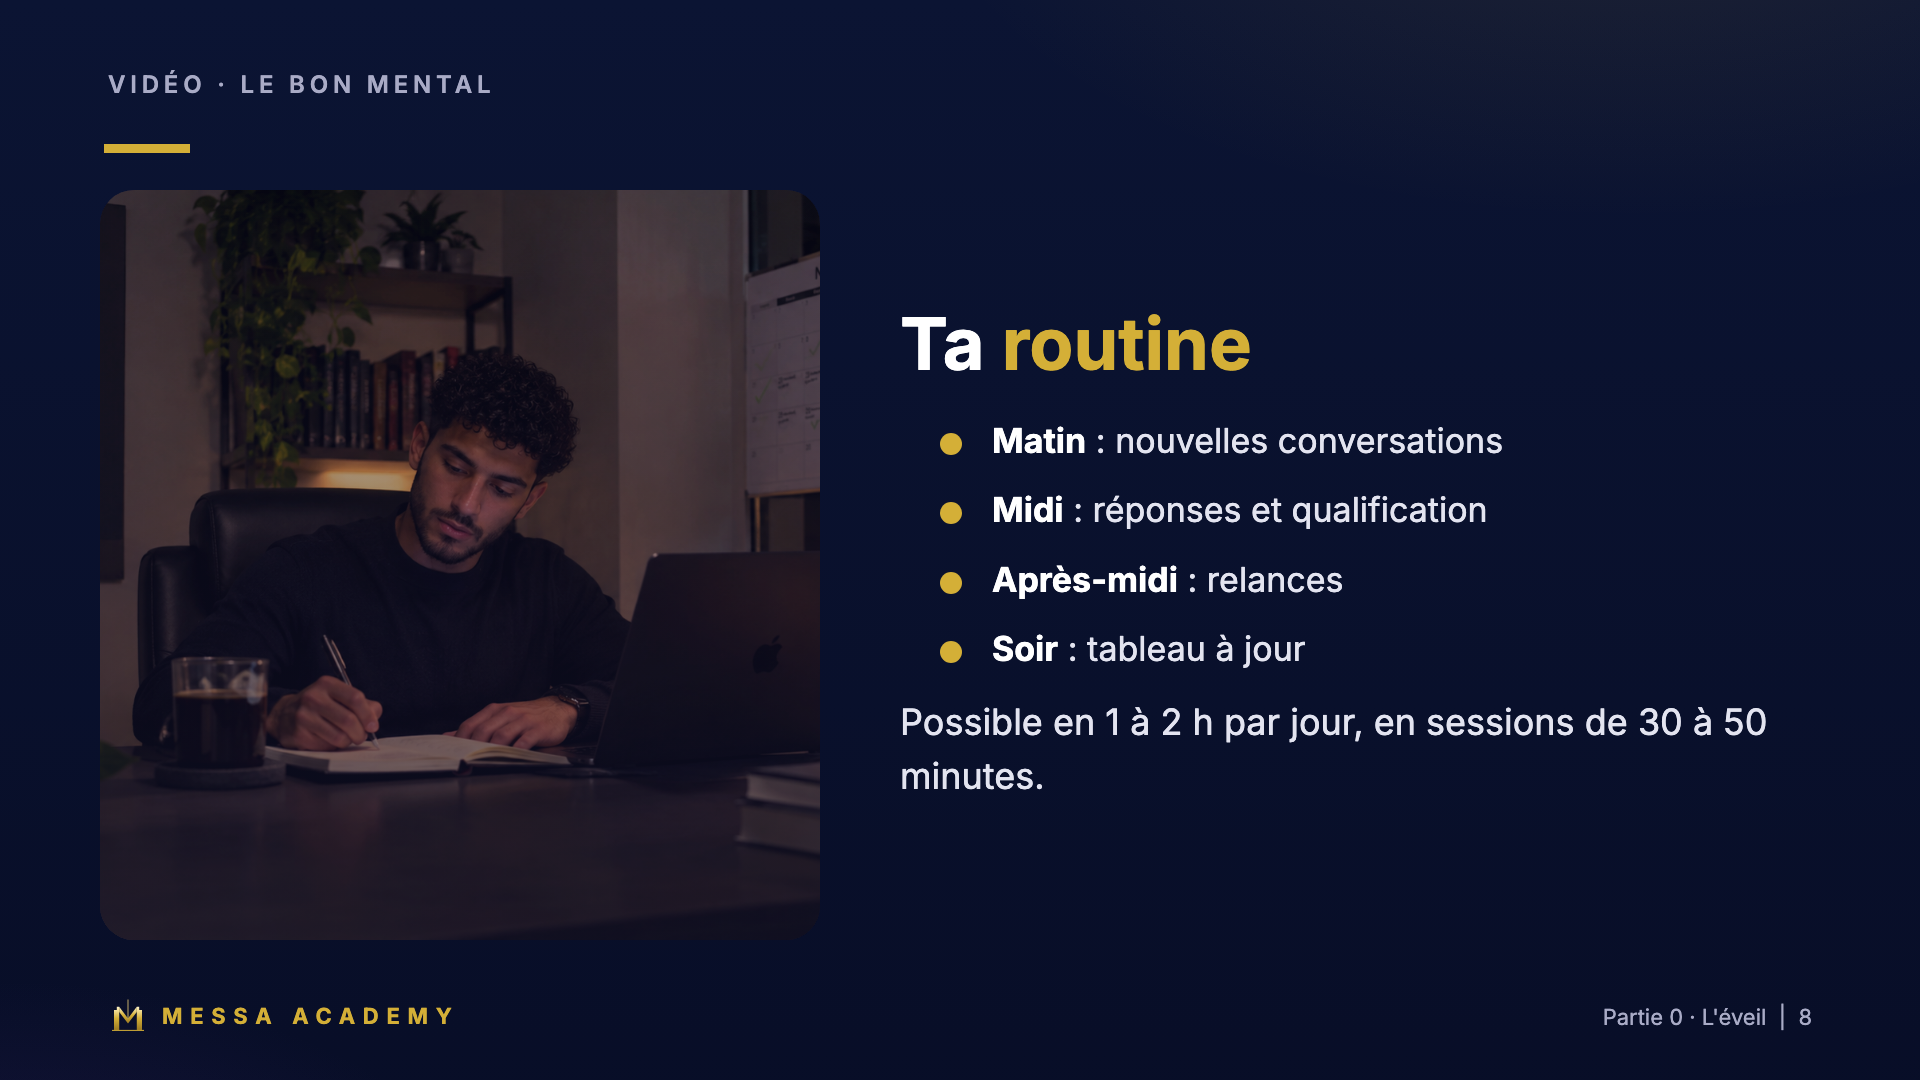 VIDÉO · LE BON MENTAL
Ta routine
Matin : nouvelles conversations
Midi : réponses et qualification
Après-midi : relances
Soir : tableau à jour
Possible en 1 à 2 h par jour, en sessions de 30 à 50
minutes.
MESSA ACADEMY
Partie 0 · L'éveil | 8